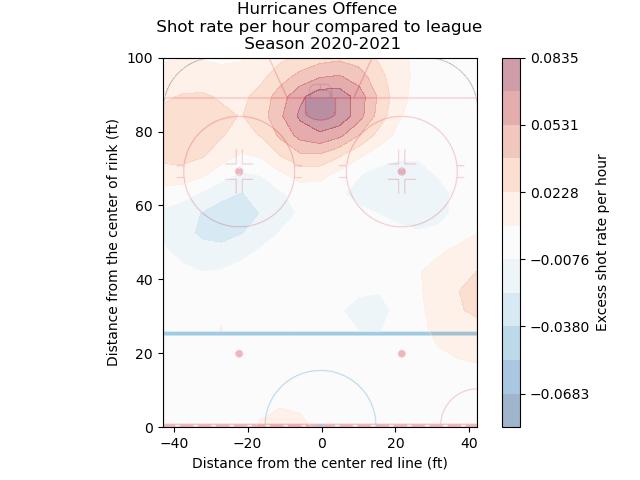 Hurricanes Offence
Shot rate per hour compared to league
Season 2020-2021
100
80
60
40
20
0
Distance from the center of rink (ft)
−40
−20
0
20
40
Distance from the center red line (ft)
0.0835
0.0531
0.0228
−0.0076
−0.0380
−0.0683
Excess shot rate per hour